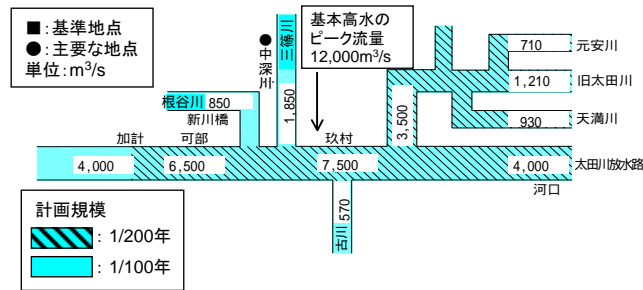 ■：基準地点
●：主要な地点
単位：m³/s
基本高水の
ピーク流量
12,000m³/s
●中深川
三篠川
1,850
根谷川 850
新川橋
加計 可部 玖村
4,000 6,500 7,500 4,000
3,500
710 元安川
1,210 旧太田川
930 天満川
太田川放水路
河口
古川 570
計画規模
：1/200年
：1/100年